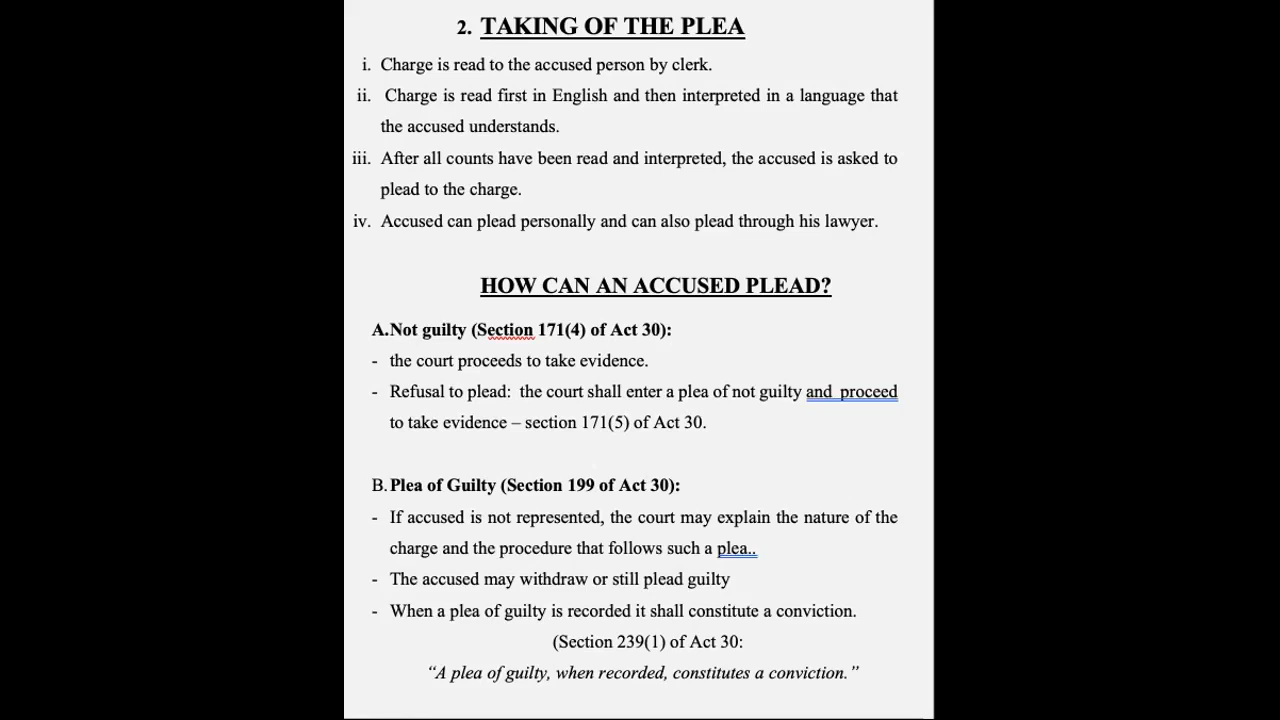 2. TAKING OF THE PLEA
i. Charge is read to the accused person by clerk.
ii. Charge is read first in English and then interpreted in a language that
the accused understands.
iii. After all counts have been read and interpreted, the accused is asked to
plead to the charge.
iv. Accused can plead personally and can also plead through his lawyer.
HOW CAN AN ACCUSED PLEAD?
A.Not guilty (Section 171(4) of Act 30):
- the court proceeds to take evidence.
- Refusal to plead: the court shall enter a plea of not guilty and proceed
to take evidence – section 171(5) of Act 30.
B. Plea of Guilty (Section 199 of Act 30):
- If accused is not represented, the court may explain the nature of the
charge and the procedure that follows such a plea..
- The accused may withdraw or still plead guilty
- When a plea of guilty is recorded it shall constitute a conviction.
(Section 239(1) of Act 30:
“A plea of guilty, when recorded, constitutes a conviction.”